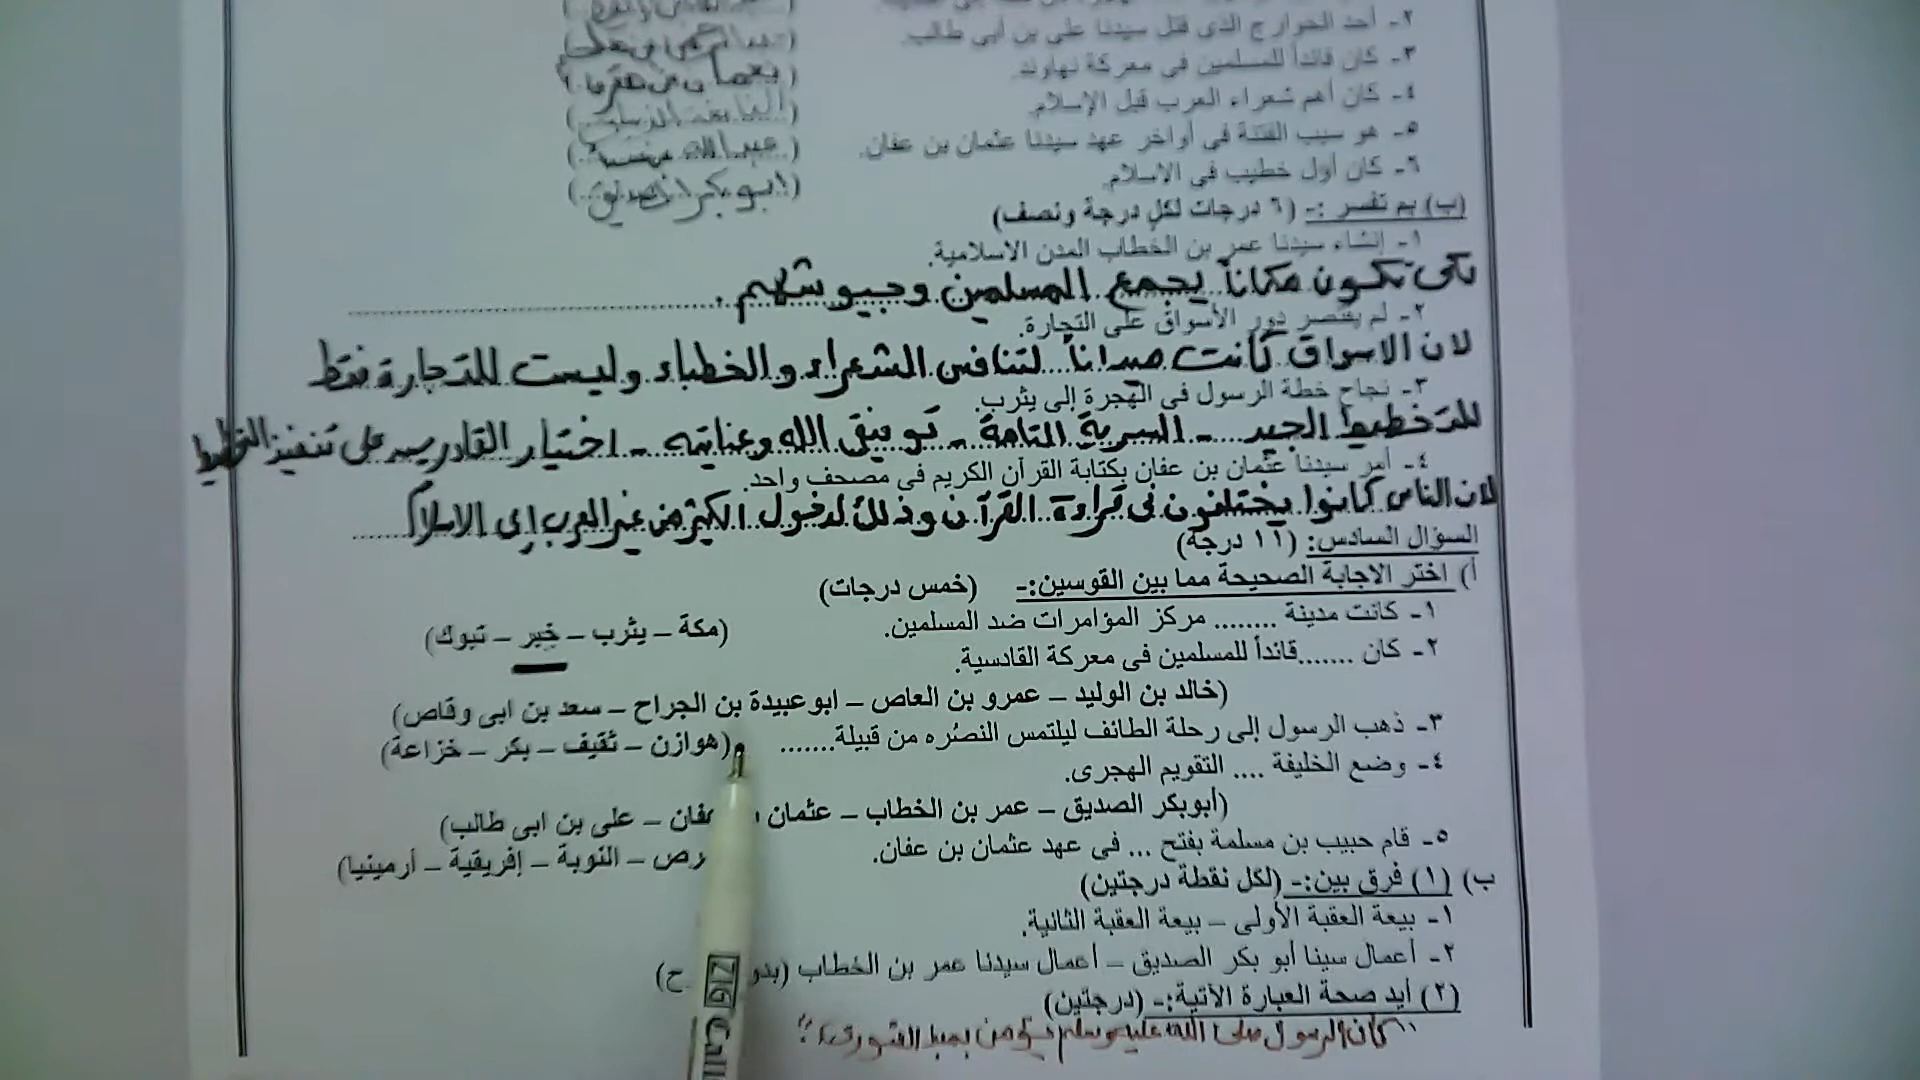 ٢- أحد الخوارج الذى قتل سيدنا على بن أبى طالب.
٣- كان قائداً للمسلمين فى معركة نهاوند
٤- كان أهم شعراء العرب قبل الإسلام.
٥- هو سبب الفتنة فى أواخر عهد سيدنا عثمان بن عفان. (عبد الله بن سبأ)
٦- كان أول خطيب فى الاسلام. (ابو بكر الصديق)
(ب) بم تفسر :- (٦ درجات لكل درجة ونصف)
١- إنشاء سيدنا عمر بن الخطاب المدن الاسلامية.
لكى تكون مكاناً يجمع المسلمين وجيوشهم.
٢- لم يقتصر دور الأسواق على التجارة.
لان الاسواق كانت ميداناً لتنافس الشعراء والخطباء وليست للتجارة فقط
٣- نجاح خطة الرسول فى الهجرة إلى يثرب.
للتخطيط الجيد - السرية التامة - توفيق الله وعنايته - اختيار القادرين على تنفيذ التخطيط
٤- أمر سيدنا عثمان بن عفان بكتابة القرآن الكريم فى مصحف واحد.
لان الناس كانوا يختلفون فى قراءة القرآن وذلك لدخول الكثير من غير العرب إلى الاسلام
السؤال السادس: (١١ درجة)
أ) اختر الاجابة الصحيحة مما بين القوسين:- (خمس درجات)
١- كانت مدينة ........ مركز المؤامرات ضد المسلمين. (مكة – يثرب – خيبر – تبوك)
٢- كان .......قائداً للمسلمين فى معركة القادسية.
(خالد بن الوليد – عمرو بن العاص – ابوعبيدة بن الجراح – سعد بن ابى وقاص)
٣- ذهب الرسول إلى رحلة الطائف ليلتمس النصُره من قبيلة....... (هوازن – ثقيف – بكر – خزاعة)
٤- وضع الخليفة .... التقويم الهجرى.
(أبوبكر الصديق – عمر بن الخطاب – عثمان عفان – على بن ابى طالب)
٥- قام حبيب بن مسلمة بفتح ... فى عهد عثمان بن عفان. رص – النوبة – إفريقية – أرمينيا)
ب) (١) فرق بين:- (لكل نقطة درجتين)
١- بيعة العقبة الأولى – بيعة العقبة الثانية.
٢- أعمال سينا أبو بكر الصديق – أعمال سيدنا عمر بن الخطاب
(٢) أيد صحة العبارة الآتية:- (درجتين)
"كان الرسول صلى الله عليه وسلم يؤمن بمبدأ الشورى"
ZIG Call